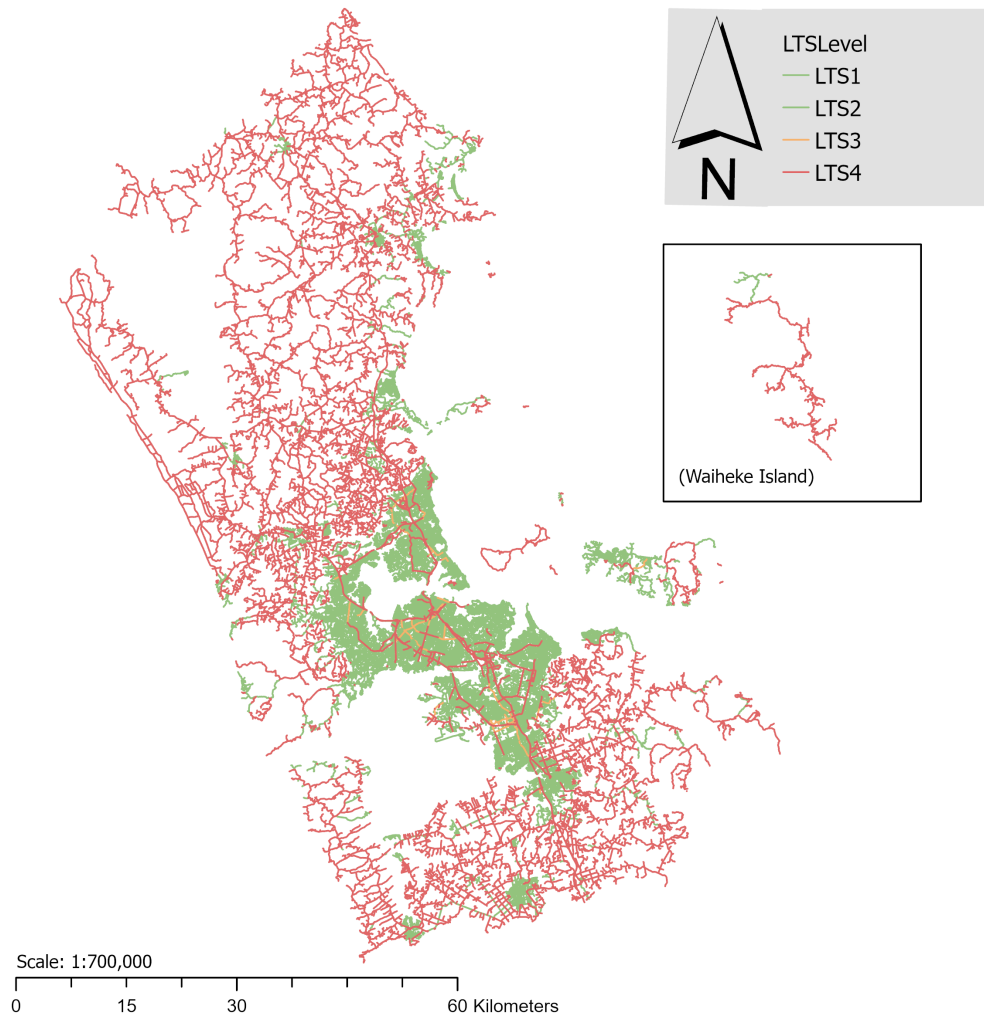 LTSLevel
LTS1
LTS2
LTS3
LTS4
N
(Waiheke Island)
Scale: 1:700,000
0 15 30 60 Kilometers